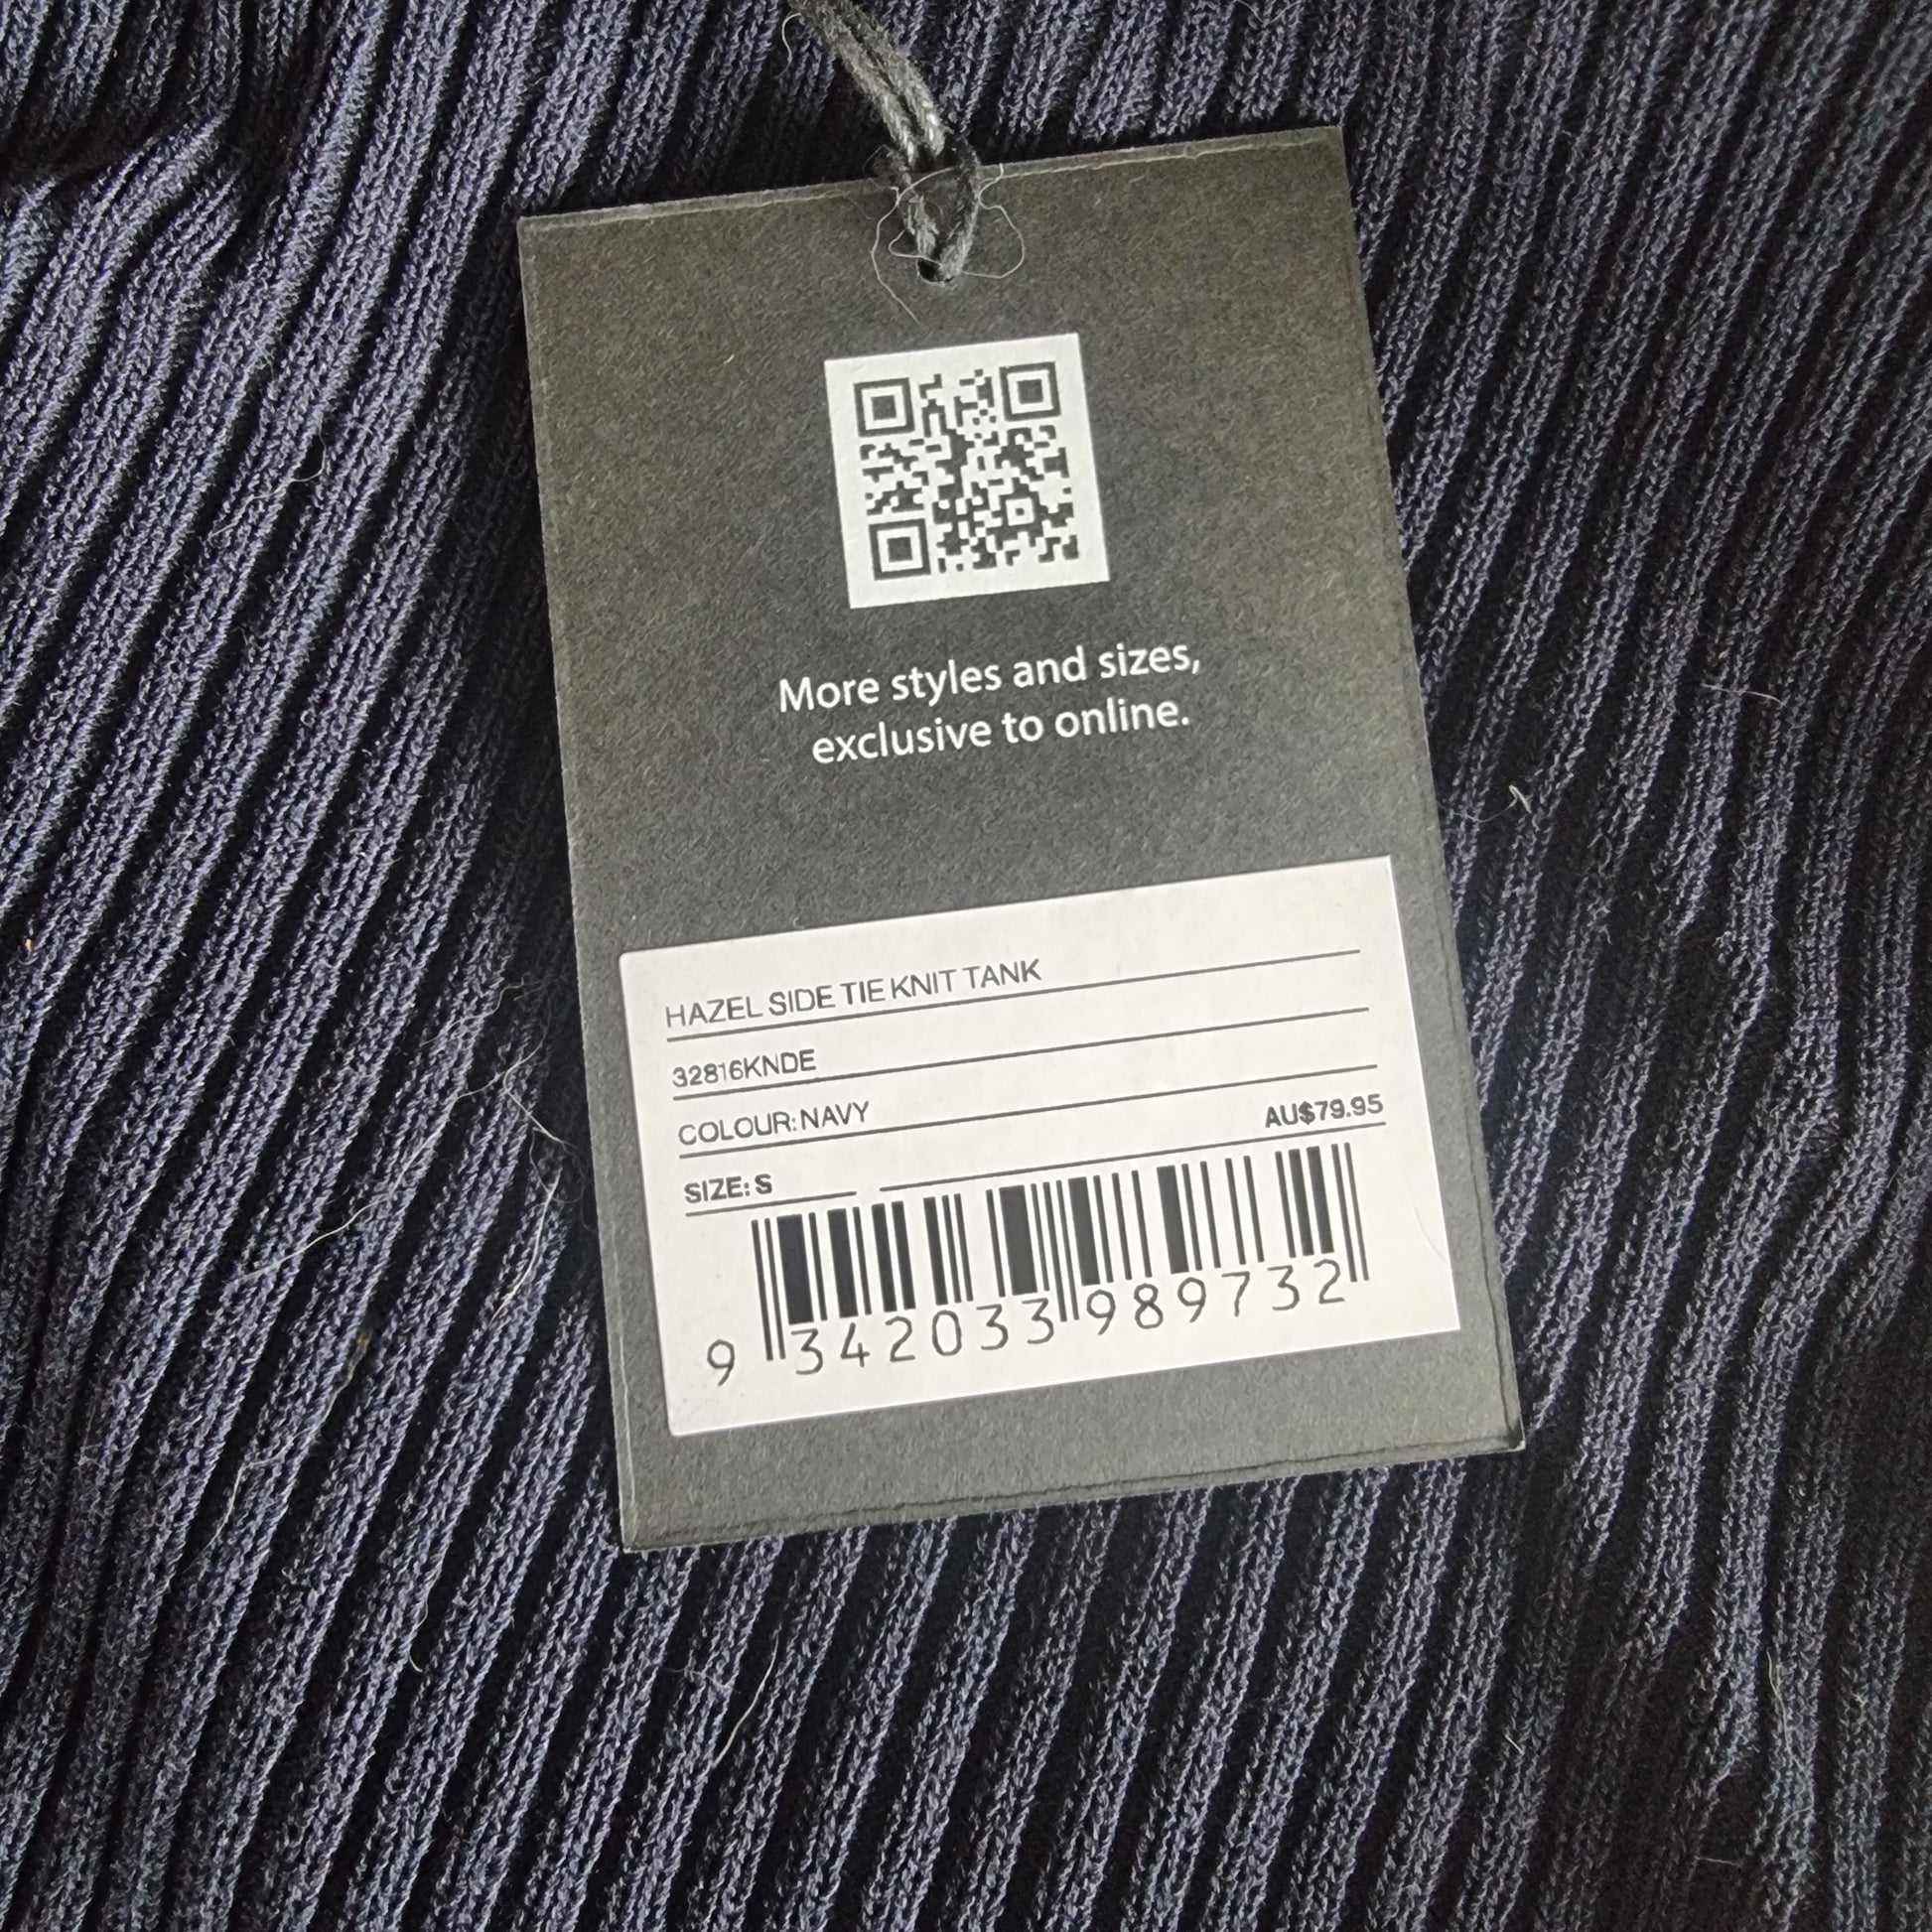 More styles and sizes,
exclusive to online.
HAZEL SIDE TIE KNIT TANK
32816KNDE
COLOUR:NAVY
AU$79.95
SIZE: S
9 342033 989732